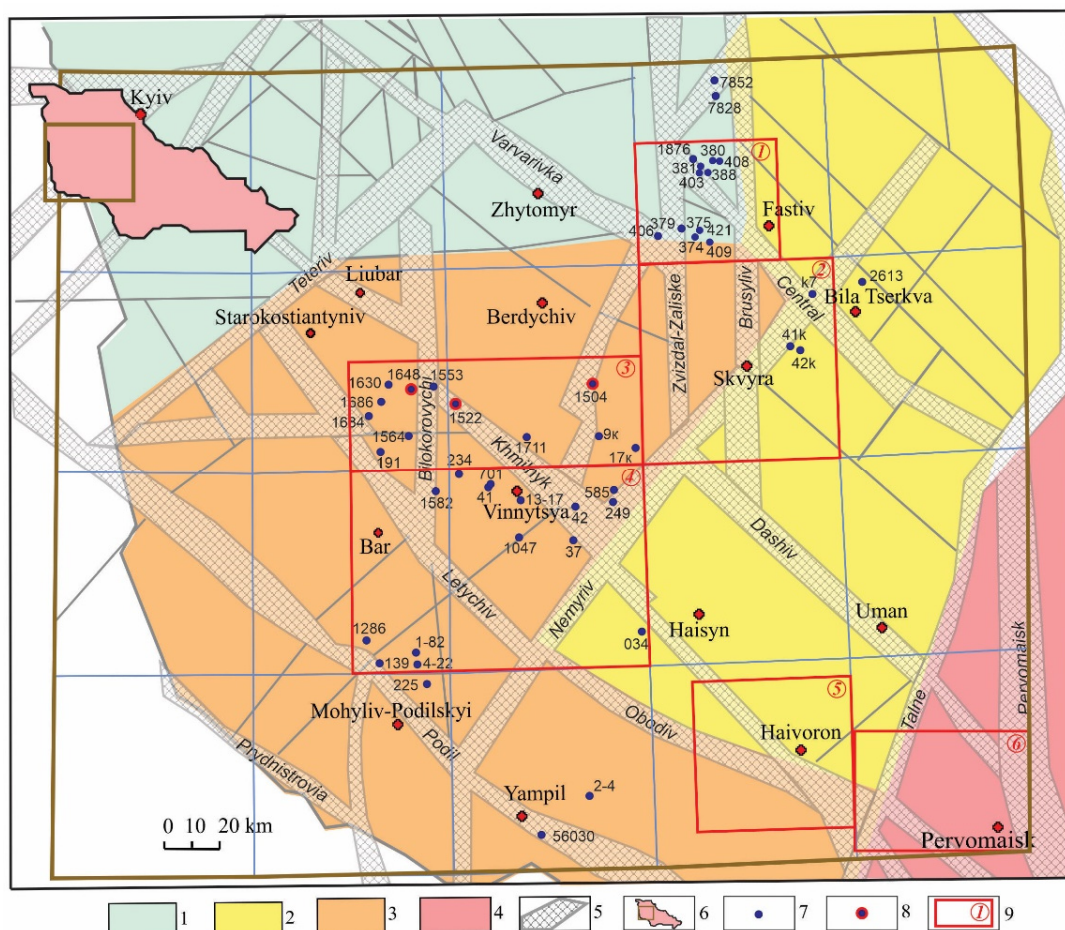 Kyiv
7852
7828
Varvarivka
1876
380
①
408
381
388
403
Zhytomyr
Fastiv
379
375
421
406
374
409
②
Teteriv
Liubar
к7
2613
Central
Bila Tserkva
Berdychiv
Starokostiantyniv
Zvizdal-Zaliske
Brusyliv
41k
42k
Skvyra
③
1630
1648
1553
1504
1686
1522
1684
Bilokorovychi
1564
1711
9к
Khmilnyk
191
17к
④
234
701
585
41
13-17
1582
Vinnytsya
42
249
Bar
1047
37
Dashiv
Letychiv
Nemyriv
Haisyn
Uman
034
1286
1-82
139
4-22
225
⑤
Mohyliv-Podilskyi
Obodiv
Talne
Pervomaisk
Haivoron
⑥
Podil
Prydnistrovia
2-4
Yampil
0 10 20 km
56030
Pervomaisk
1 2 3 4 5 6 7 8 ① 9